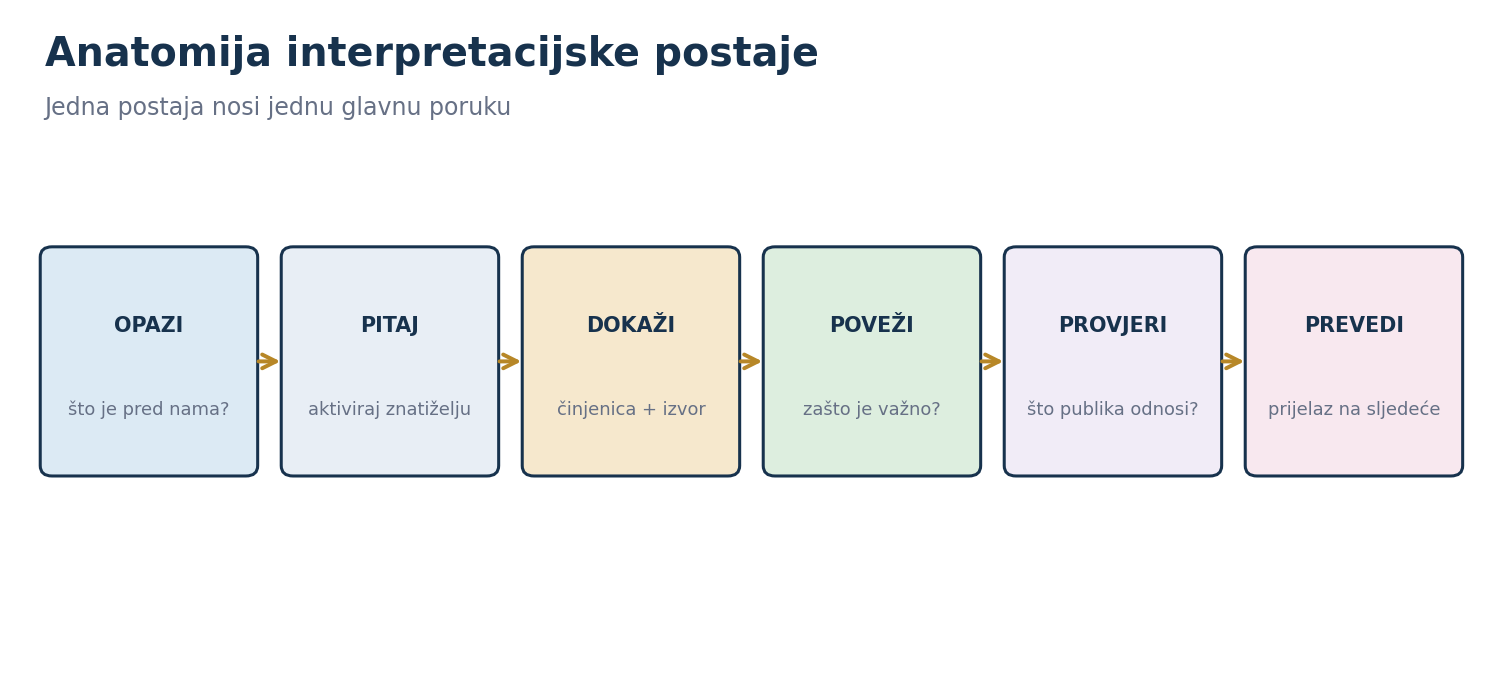 Anatomija interpretacijske postaje
Jedna postaja nosi jednu glavnu poruku
OPAZI
što je pred nama?
PITAJ
aktiviraj znatiželju
DOKAŽI
činjenica + izvor
POVEŽI
zašto je važno?
PROVJERI
što publika odnosi?
PREVEDI
prijelaz na sljedeće